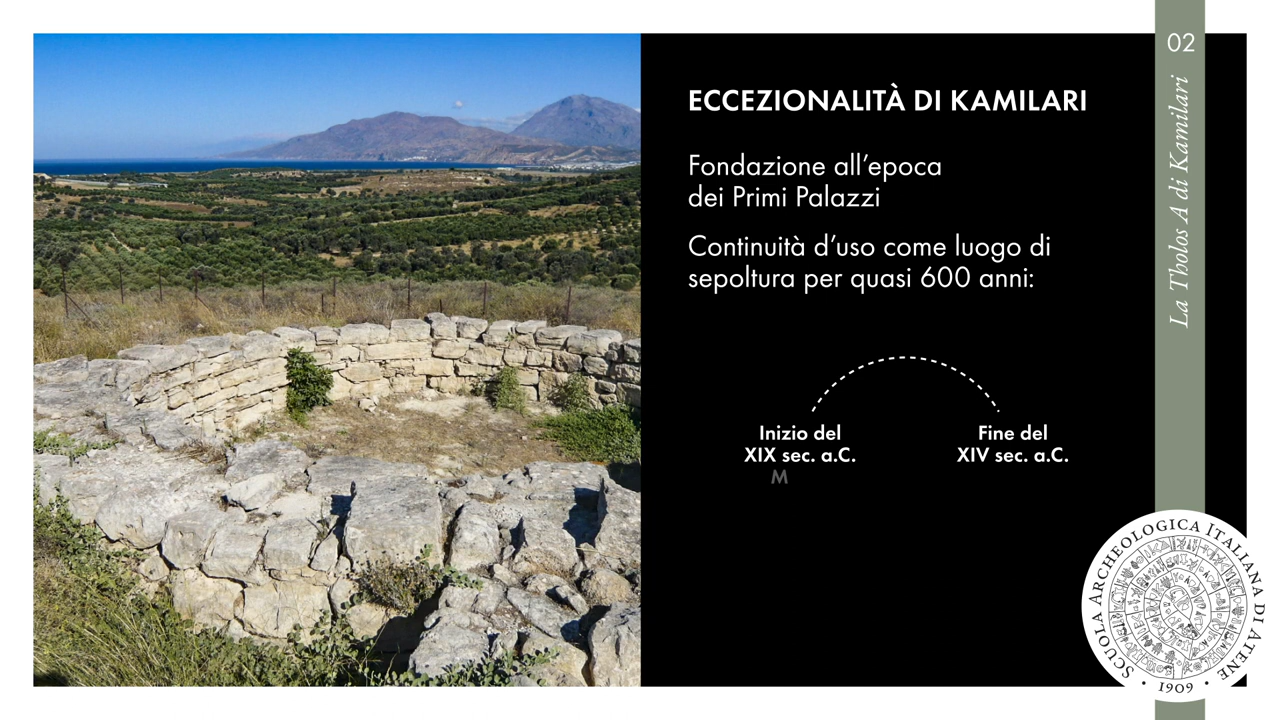 ECCEZIONALITÀ DI KAMILARI
Fondazione all’epoca
dei Primi Palazzi
Continuità d’uso come luogo di
sepoltura per quasi 600 anni:
Inizio del
XIX sec. a.C.
M
Fine del
XIV sec. a.C.
02
La Tholos A di Kamilari
SCUOLA ARCHEOLOGICA ITALIANA DI ATENE
• 1909 •